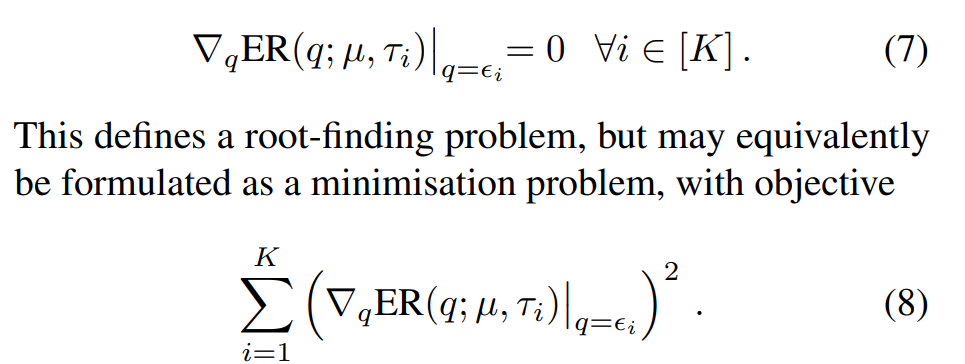 ∇_q ER(q; μ, τ_i)|_{q=ϵ_i} = 0 ∀i ∈ [K] . (7)
This defines a root-finding problem, but may equivalently
be formulated as a minimisation problem, with objective
\sum_{i=1}^{K} (∇_q ER(q; μ, τ_i)|_{q=ϵ_i})^2 . (8)